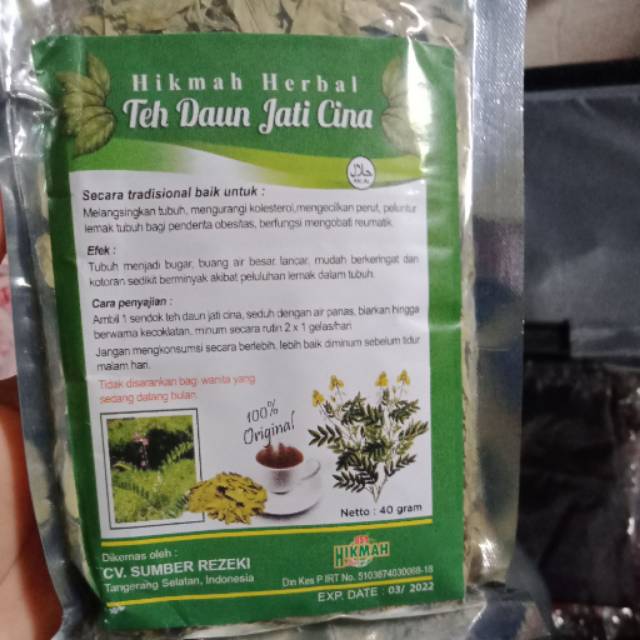 Hikmah Herbal
Teh Daun Jati Cina
حلال
Secara tradisional baik untuk :
Melangsingkan tubuh, mengurangi kolesterol,mengecilkan perut, peluntur
lemak tubuh bagi penderita obesitas, berfungsi mengobati reumatik.
Efek :
Tubuh menjadi bugar, buang air besar lancar, mudah berkeringat dan
kotoran sedikit berminyak akibat peluluhan lemak dalam tubuh.
Cara penyajian :
Ambil 1 sendok teh daun jati cina, seduh dengan air panas, biarkan hingga
berwarna kecoklatan, minum secara rutin 2 x 1 gelas/hari
Jangan mengkonsumsi secara berlebih, lebih baik diminum sebelum tidur
malam hari.
Tidak disarankan bagi wanita yang
sedang datang bulan.
100%
Original
Netto : 40 gram
Dikemas oleh :
CV. SUMBER REZEKI
Tangerang Selatan, Indonesia
HIKMAH
Din Kes P IRT No. 5103674030068-18
EXP. DATE : 03/ 2022